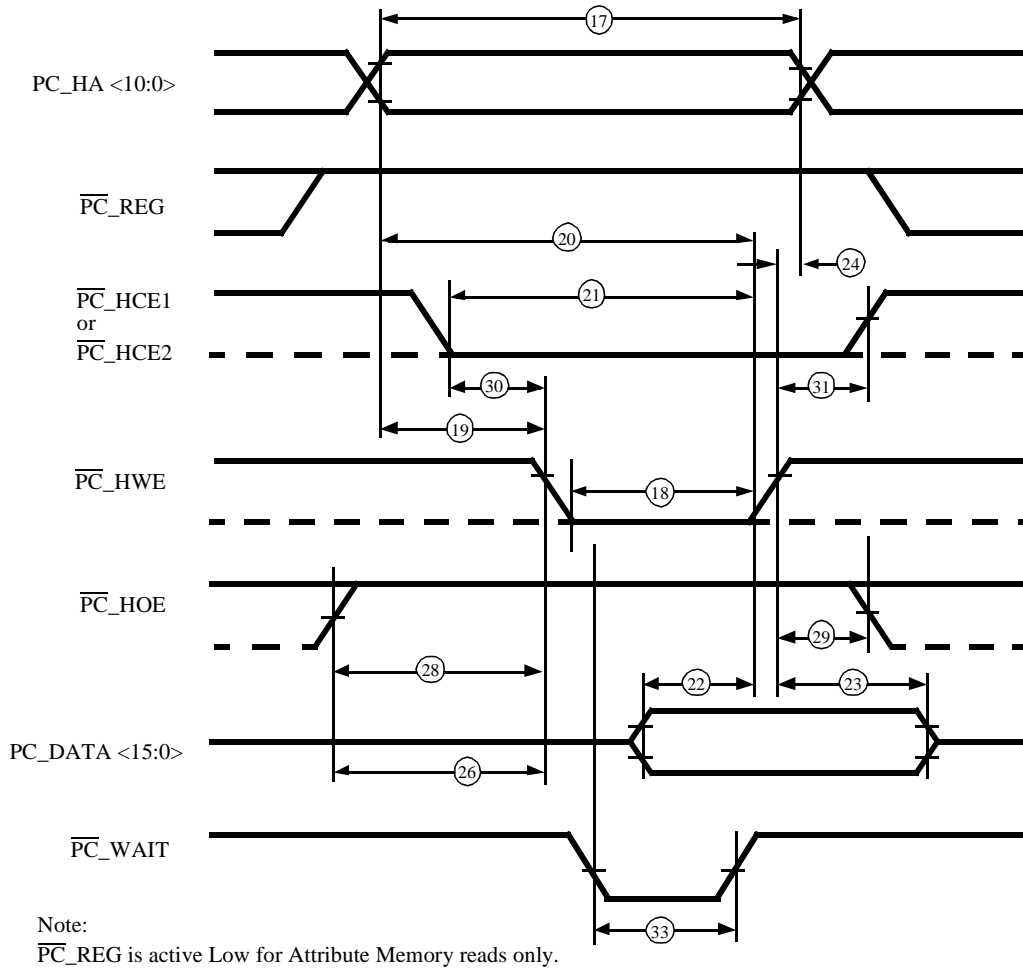 17
PC_HA <10:0>
PC_REG
20
24
PC_HCE1
or
PC_HCE2
21
30
31
19
PC_HWE
18
PC_HOE
29
28
22
23
PC_DATA <15:0>
26
PC_WAIT
33
Note:
PC_REG is active Low for Attribute Memory reads only.